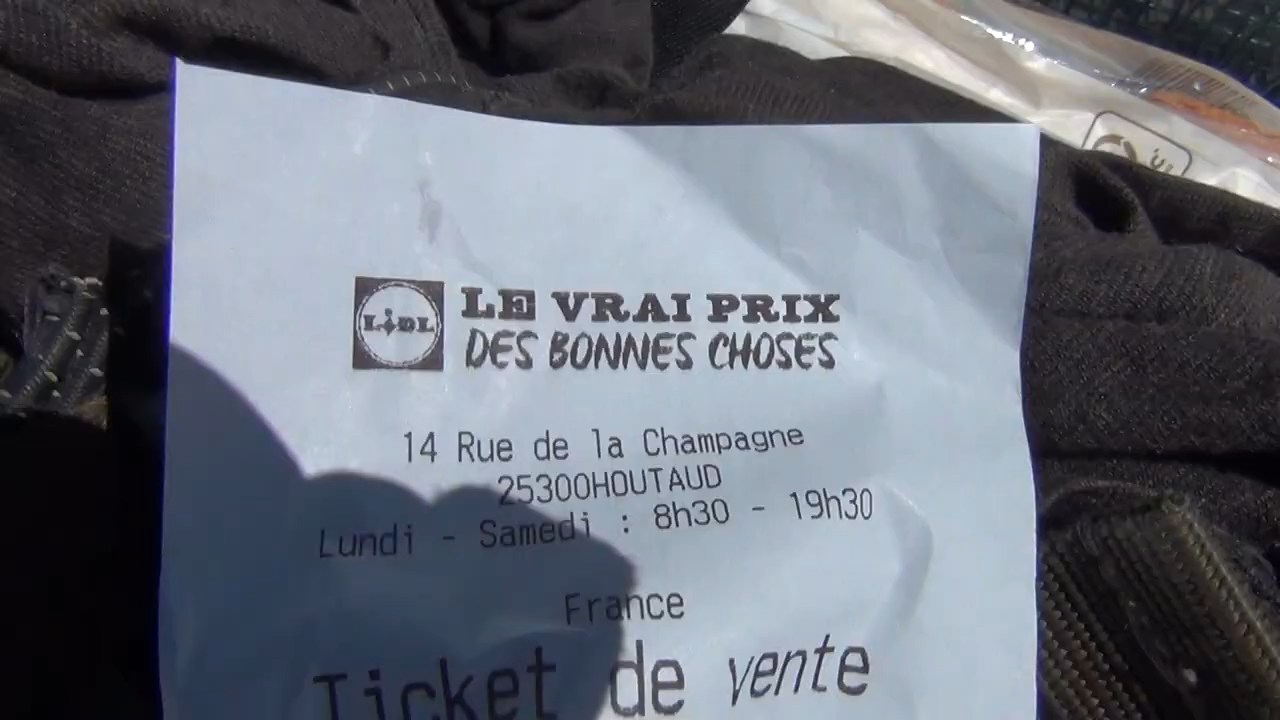 LIDL LE VRAI PRIX
DES BONNES CHOSES
14 Rue de la Champagne
25300HOUTAUD
Lundi - Samedi : 8h30 - 19h30
France
Ticket de vente